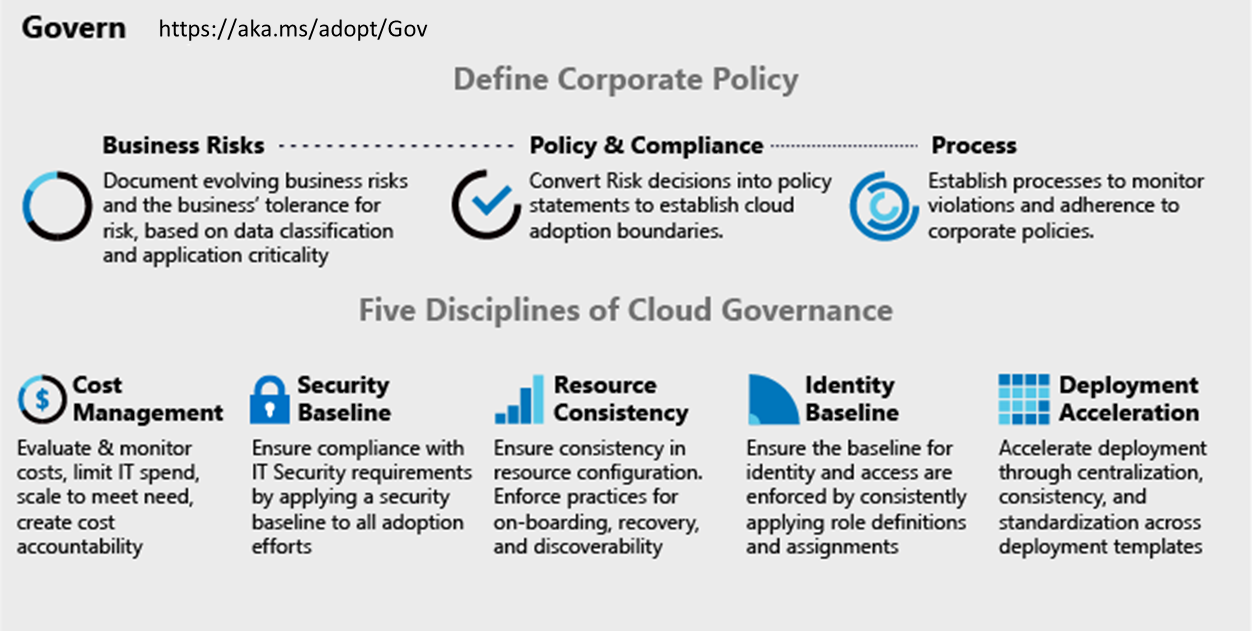 Govern https://aka.ms/adopt/Gov
Define Corporate Policy
Business Risks
Document evolving business risks
and the business’ tolerance for
risk, based on data classification
and application criticality
Policy & Compliance
Convert Risk decisions into policy
statements to establish cloud
adoption boundaries.
Process
Establish processes to monitor
violations and adherence to
corporate policies.
Five Disciplines of Cloud Governance
$
Cost
Management
Evaluate & monitor
costs, limit IT spend,
scale to meet need,
create cost
accountability
Security
Baseline
Ensure compliance with
IT Security requirements
by applying a security
baseline to all adoption
efforts
Resource
Consistency
Ensure consistency in
resource configuration.
Enforce practices for
on-boarding, recovery,
and discoverability
Identity
Baseline
Ensure the baseline for
identity and access are
enforced by consistently
applying role definitions
and assignments
Deployment
Acceleration
Accelerate deployment
through centralization,
consistency, and
standardization across
deployment templates